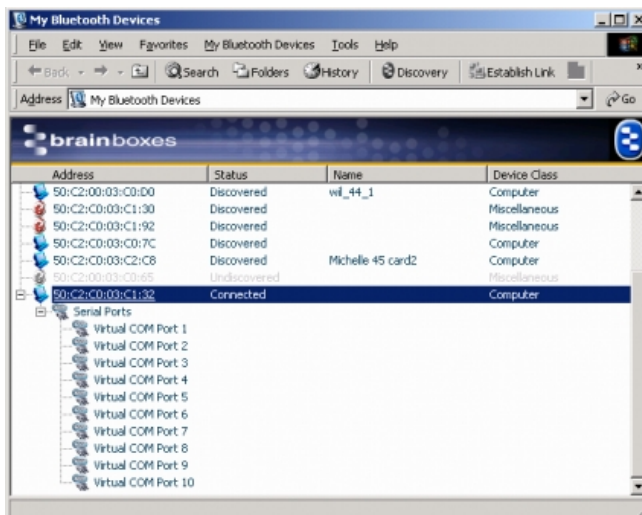 My Bluetooth Devices
File Edit View Favorites My Bluetooth Devices Tools Help
Back Search Folders History Discovery Establish Link »
Address My Bluetooth Devices Go
brainboxes
Address Status Name Device Class
50:C2:00:03:C0:D0 Discovered wil_44_1 Computer
50:C2:C0:03:C1:30 Discovered Miscellaneous
50:C2:C0:03:C1:92 Discovered Miscellaneous
50:C2:C0:03:C0:7C Discovered Computer
50:C2:C0:03:C2:C8 Discovered Michelle 45 card2 Computer
50:C2:00:03:C0:65 Undiscovered Miscellaneous
50:C2:C0:03:C1:32 Connected Computer
Serial Ports
Virtual COM Port 1
Virtual COM Port 2
Virtual COM Port 3
Virtual COM Port 4
Virtual COM Port 5
Virtual COM Port 6
Virtual COM Port 7
Virtual COM Port 8
Virtual COM Port 9
Virtual COM Port 10